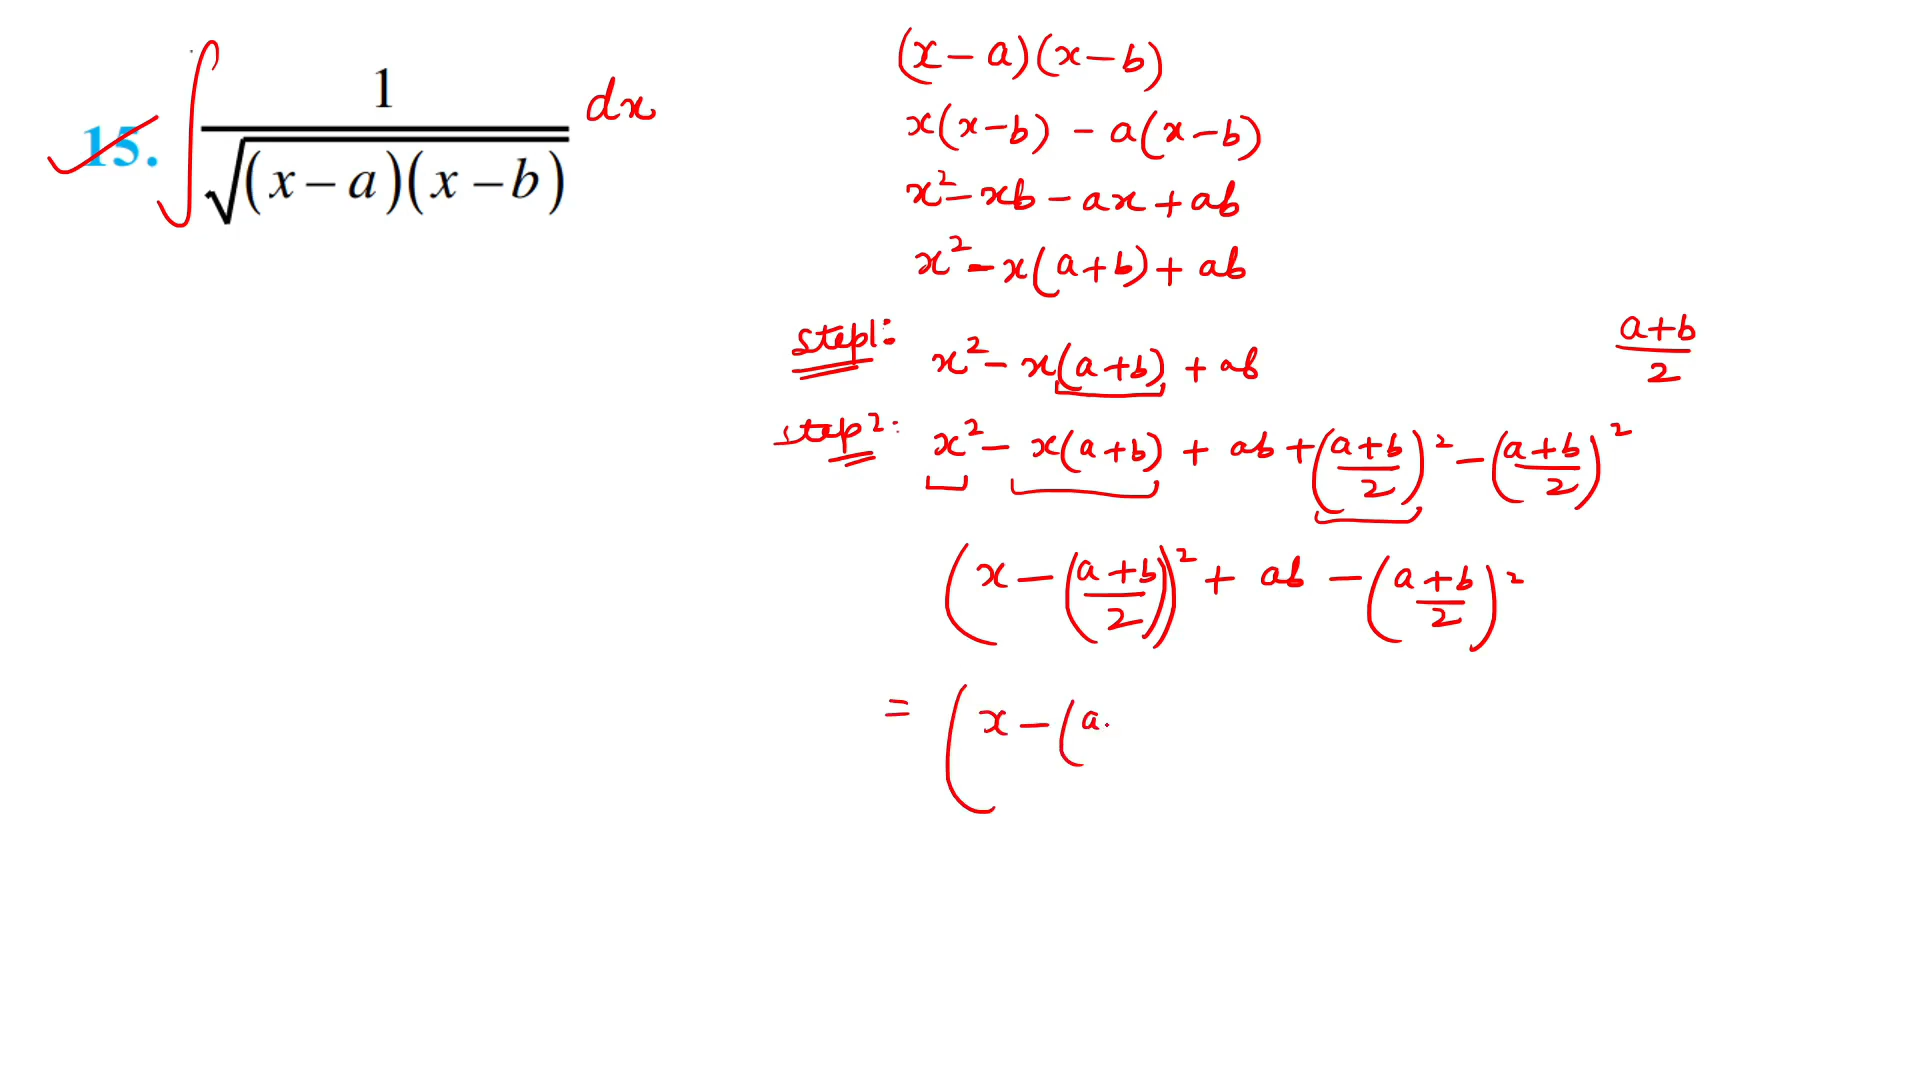 15. ∫ 1/√((x−a)(x−b)) dx
(x−a)(x−b)
x(x−b) − a(x−b)
x² − xb − ax + ab
x² − x(a+b) + ab
step1: x² − x(a+b) + ab
(a+b)/2
step2: x² − x(a+b) + ab + ((a+b)/2)² − ((a+b)/2)²
(x − ((a+b)/2))² + ab − ((a+b)/2)²
= (x − (a